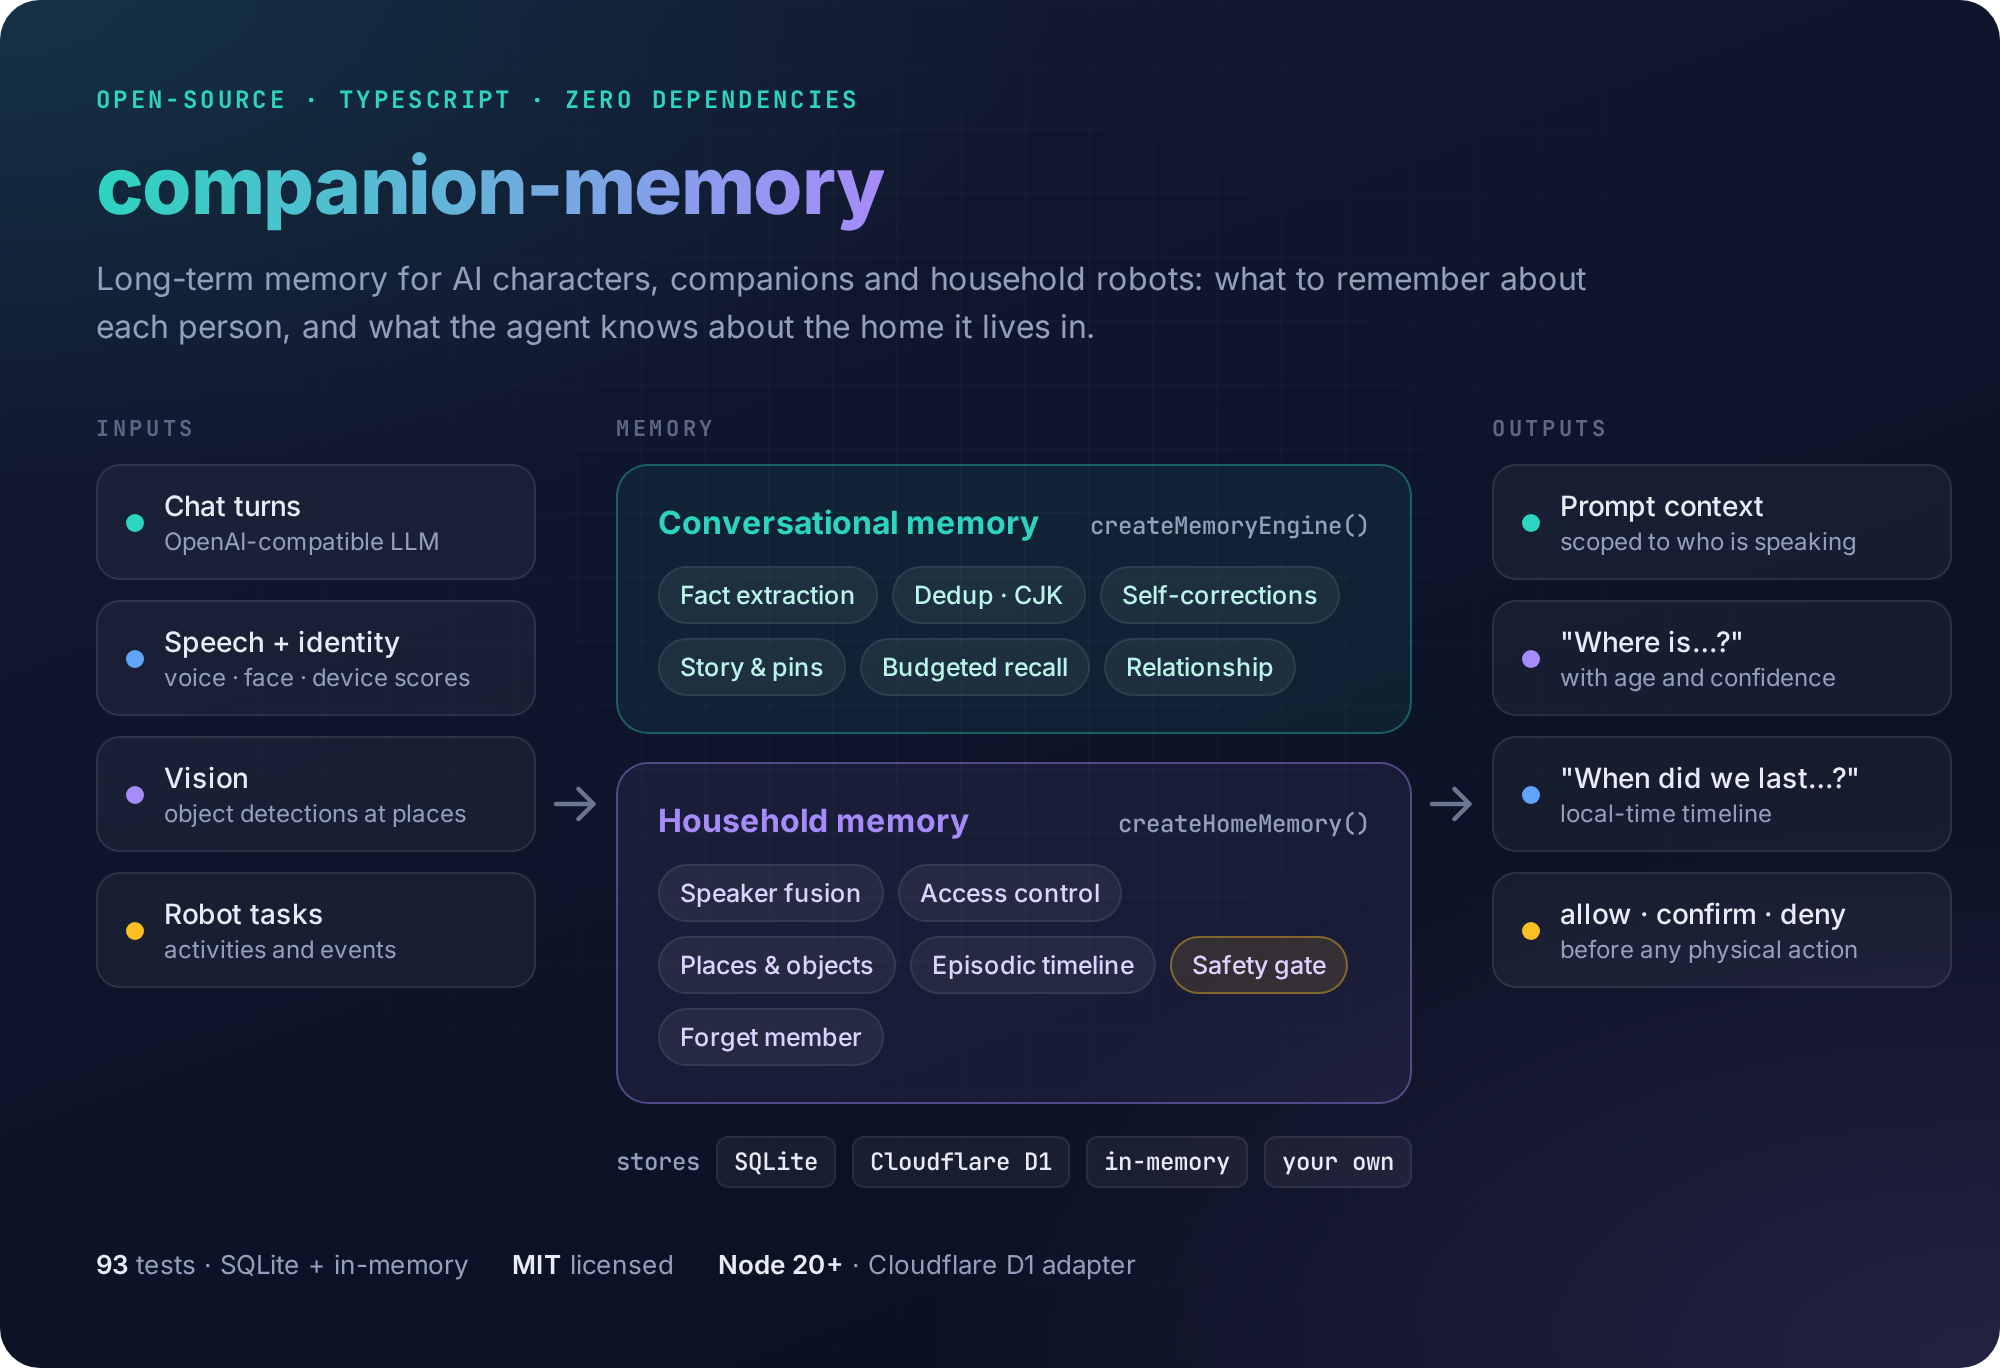 OPEN-SOURCE · TYPESCRIPT · ZERO DEPENDENCIES
companion-memory
Long-term memory for AI characters, companions and household robots: what to remember about
each person, and what the agent knows about the home it lives in.
INPUTS
Chat turns
OpenAI-compatible LLM
Speech + identity
voice · face · device scores
Vision
object detections at places
Robot tasks
activities and events
MEMORY
Conversational memory createMemoryEngine()
Fact extraction Dedup · CJK Self-corrections
Story & pins Budgeted recall Relationship
Household memory createHomeMemory()
Speaker fusion Access control
Places & objects Episodic timeline Safety gate
Forget member
stores SQLite Cloudflare D1 in-memory your own
OUTPUTS
Prompt context
scoped to who is speaking
"Where is...?"
with age and confidence
"When did we last...?"
local-time timeline
allow · confirm · deny
before any physical action
93 tests · SQLite + in-memory MIT licensed Node 20+ · Cloudflare D1 adapter